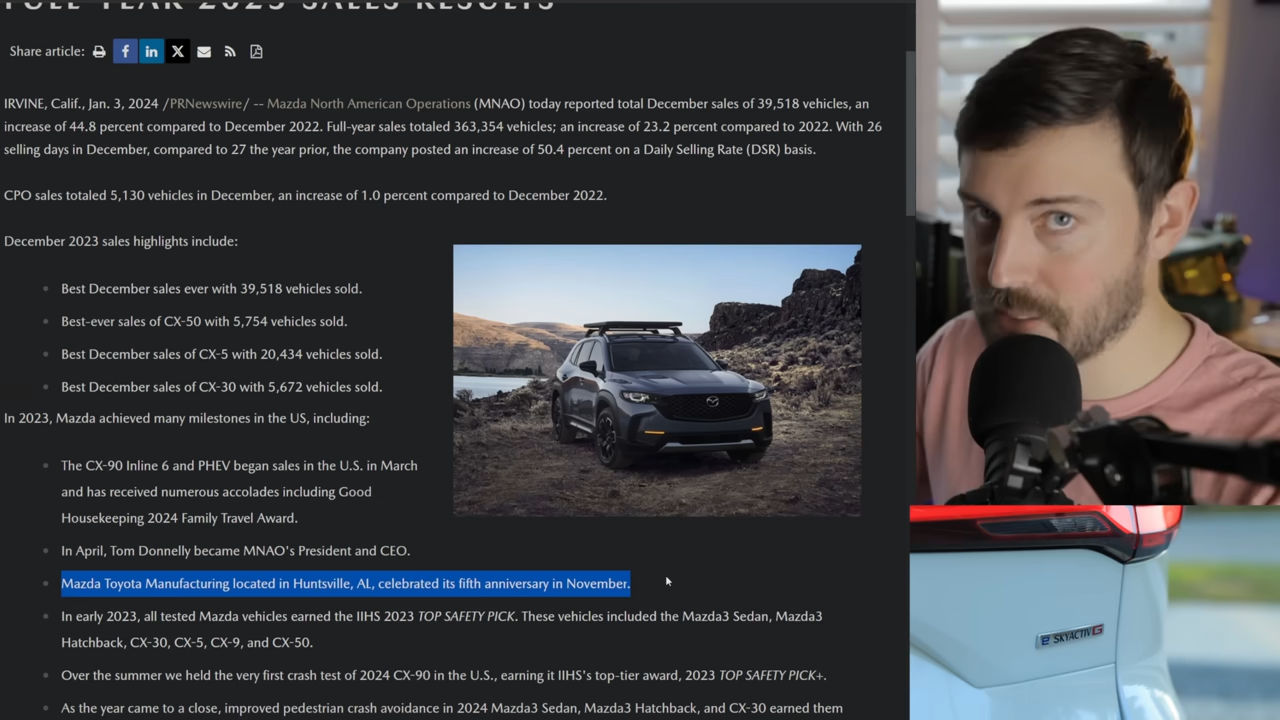 FULL YEAR 2023 SALES RESULTS
Share article:
IRVINE, Calif., Jan. 3, 2024 /PRNewswire/ -- Mazda North American Operations (MNAO) today reported total December sales of 39,518 vehicles, an
increase of 44.8 percent compared to December 2022. Full-year sales totaled 363,354 vehicles; an increase of 23.2 percent compared to 2022. With 26
selling days in December, compared to 27 the year prior, the company posted an increase of 50.4 percent on a Daily Selling Rate (DSR) basis.
CPO sales totaled 5,130 vehicles in December, an increase of 1.0 percent compared to December 2022.
December 2023 sales highlights include:
Best December sales ever with 39,518 vehicles sold.
Best-ever sales of CX-50 with 5,754 vehicles sold.
Best December sales of CX-5 with 20,434 vehicles sold.
Best December sales of CX-30 with 5,672 vehicles sold.
In 2023, Mazda achieved many milestones in the US, including:
The CX-90 Inline 6 and PHEV began sales in the U.S. in March
and has received numerous accolades including Good
Housekeeping 2024 Family Travel Award.
In April, Tom Donnelly became MNAO's President and CEO.
Mazda Toyota Manufacturing located in Huntsville, AL, celebrated its fifth anniversary in November.
In early 2023, all tested Mazda vehicles earned the IIHS 2023 TOP SAFETY PICK. These vehicles included the Mazda3 Sedan, Mazda3
Hatchback, CX-30, CX-5, CX-9, and CX-50.
Over the summer we held the very first crash test of 2024 CX-90 in the U.S., earning it IIHS's top-tier award, 2023 TOP SAFETY PICK+.
As the year came to a close, improved pedestrian crash avoidance in 2024 Mazda3 Sedan, Mazda3 Hatchback, and CX-30 earned them
e SKYACTIV G